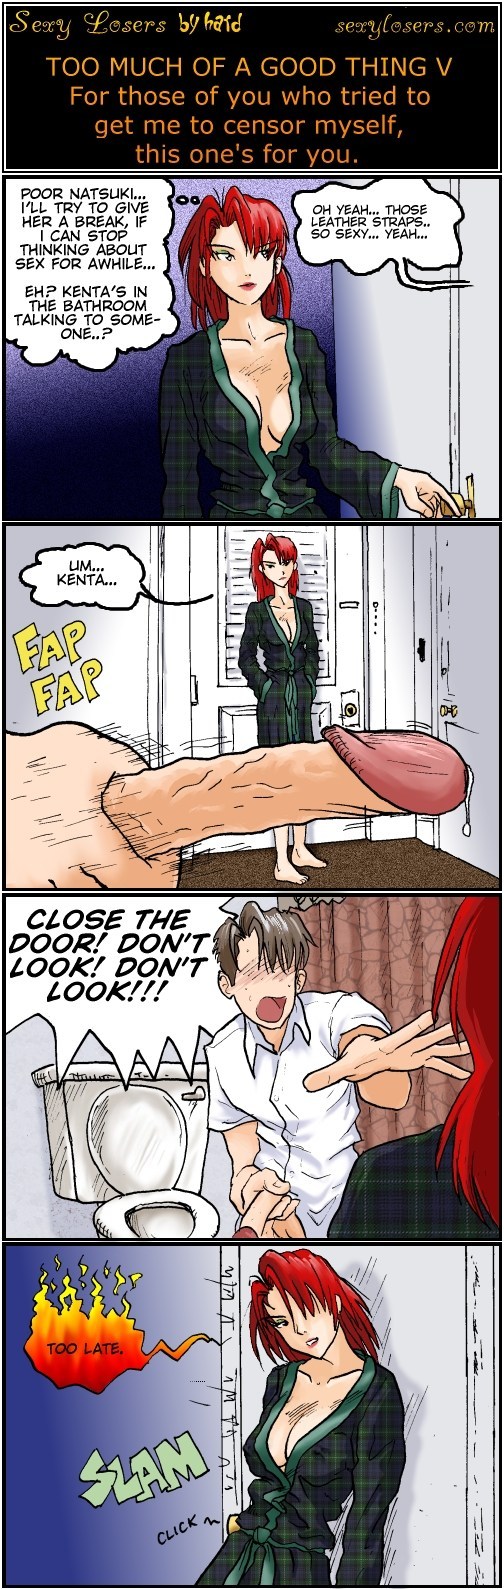 Sexy Losers by hard
sexylosers.com
TOO MUCH OF A GOOD THING V
For those of you who tried to
get me to censor myself,
this one's for you.
POOR NATSUKI...
I'LL TRY TO GIVE
HER A BREAK, IF
I CAN STOP
THINKING ABOUT
SEX FOR AWHILE...
EH? KENTA'S IN
THE BATHROOM
TALKING TO SOME-
ONE..?
OH YEAH... THOSE
LEATHER STRAPS..
SO SEXY... YEAH...
UM...
KENTA...
FAP
FAP
CLOSE THE
DOOR! DON'T
LOOK! DON'T
LOOK!!!
TOO LATE.
SLAM
CLICK